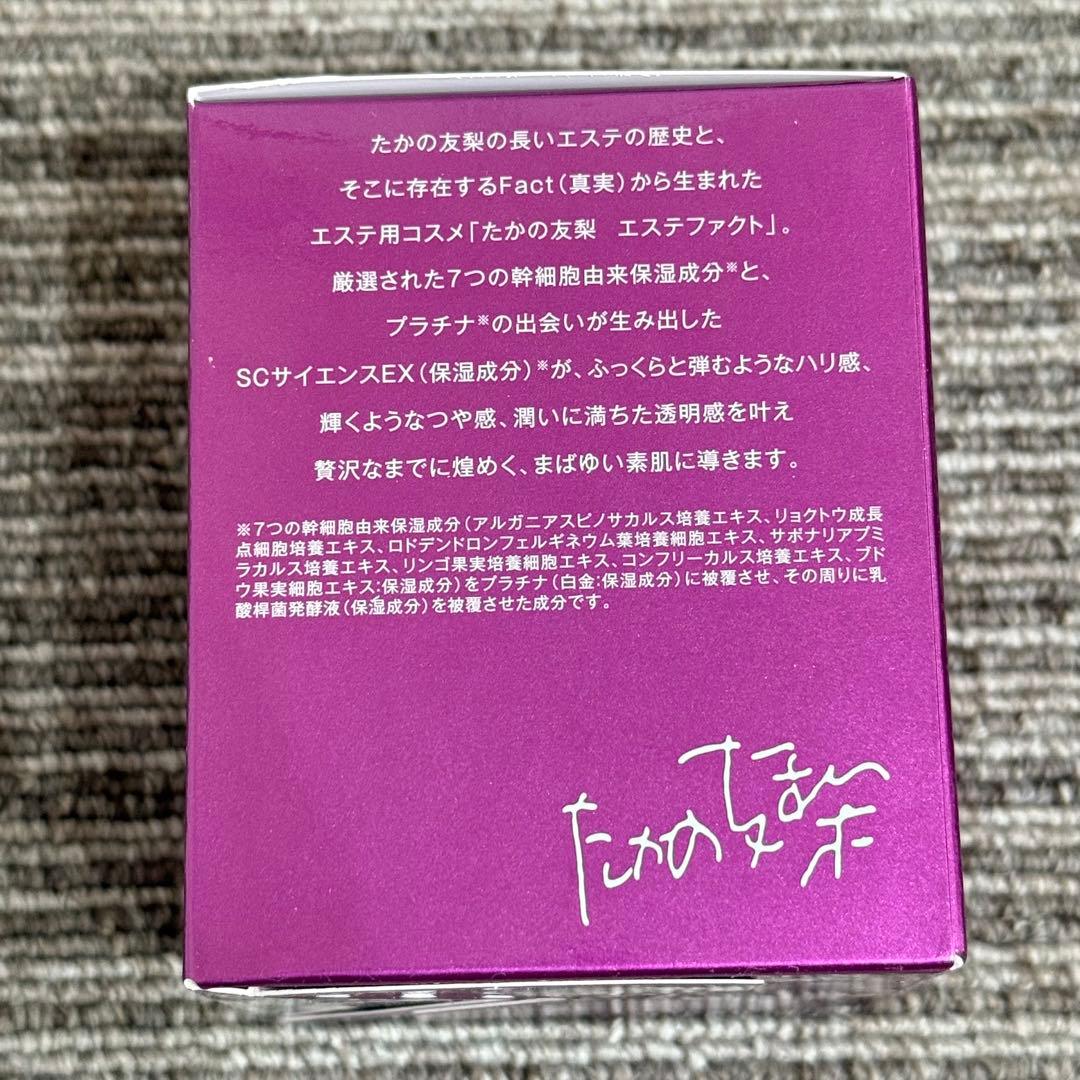 たかの友梨の長いエステの歴史と、
そこに存在するFact（真実）から生まれた
エステ用コスメ「たかの友梨　エステファクト」。
厳選された7つの幹細胞由来保湿成分※と、
プラチナ※の出会いが生み出した
SCサイエンスEX（保湿成分）※が、ふっくらと弾むようなハリ感、
輝くようなつや感、潤いに満ちた透明感を叶え
贅沢なまでに煌めく、まばゆい素肌に導きます。
※7つの幹細胞由来保湿成分（アルガニアスピノサカルス培養エキス、リョクトウ成長
点細胞培養エキス、ロドデンドロンフェルギネウム葉培養細胞エキス、サポナリアプミ
ラカルス培養エキス、リンゴ果実培養細胞エキス、コンフリーカルス培養エキス、ブド
ウ果実細胞エキス：保湿成分）をプラチナ（白金：保湿成分）に被覆させ、その周りに乳
酸桿菌発酵液（保湿成分）を被覆させた成分です。
たかの友梨